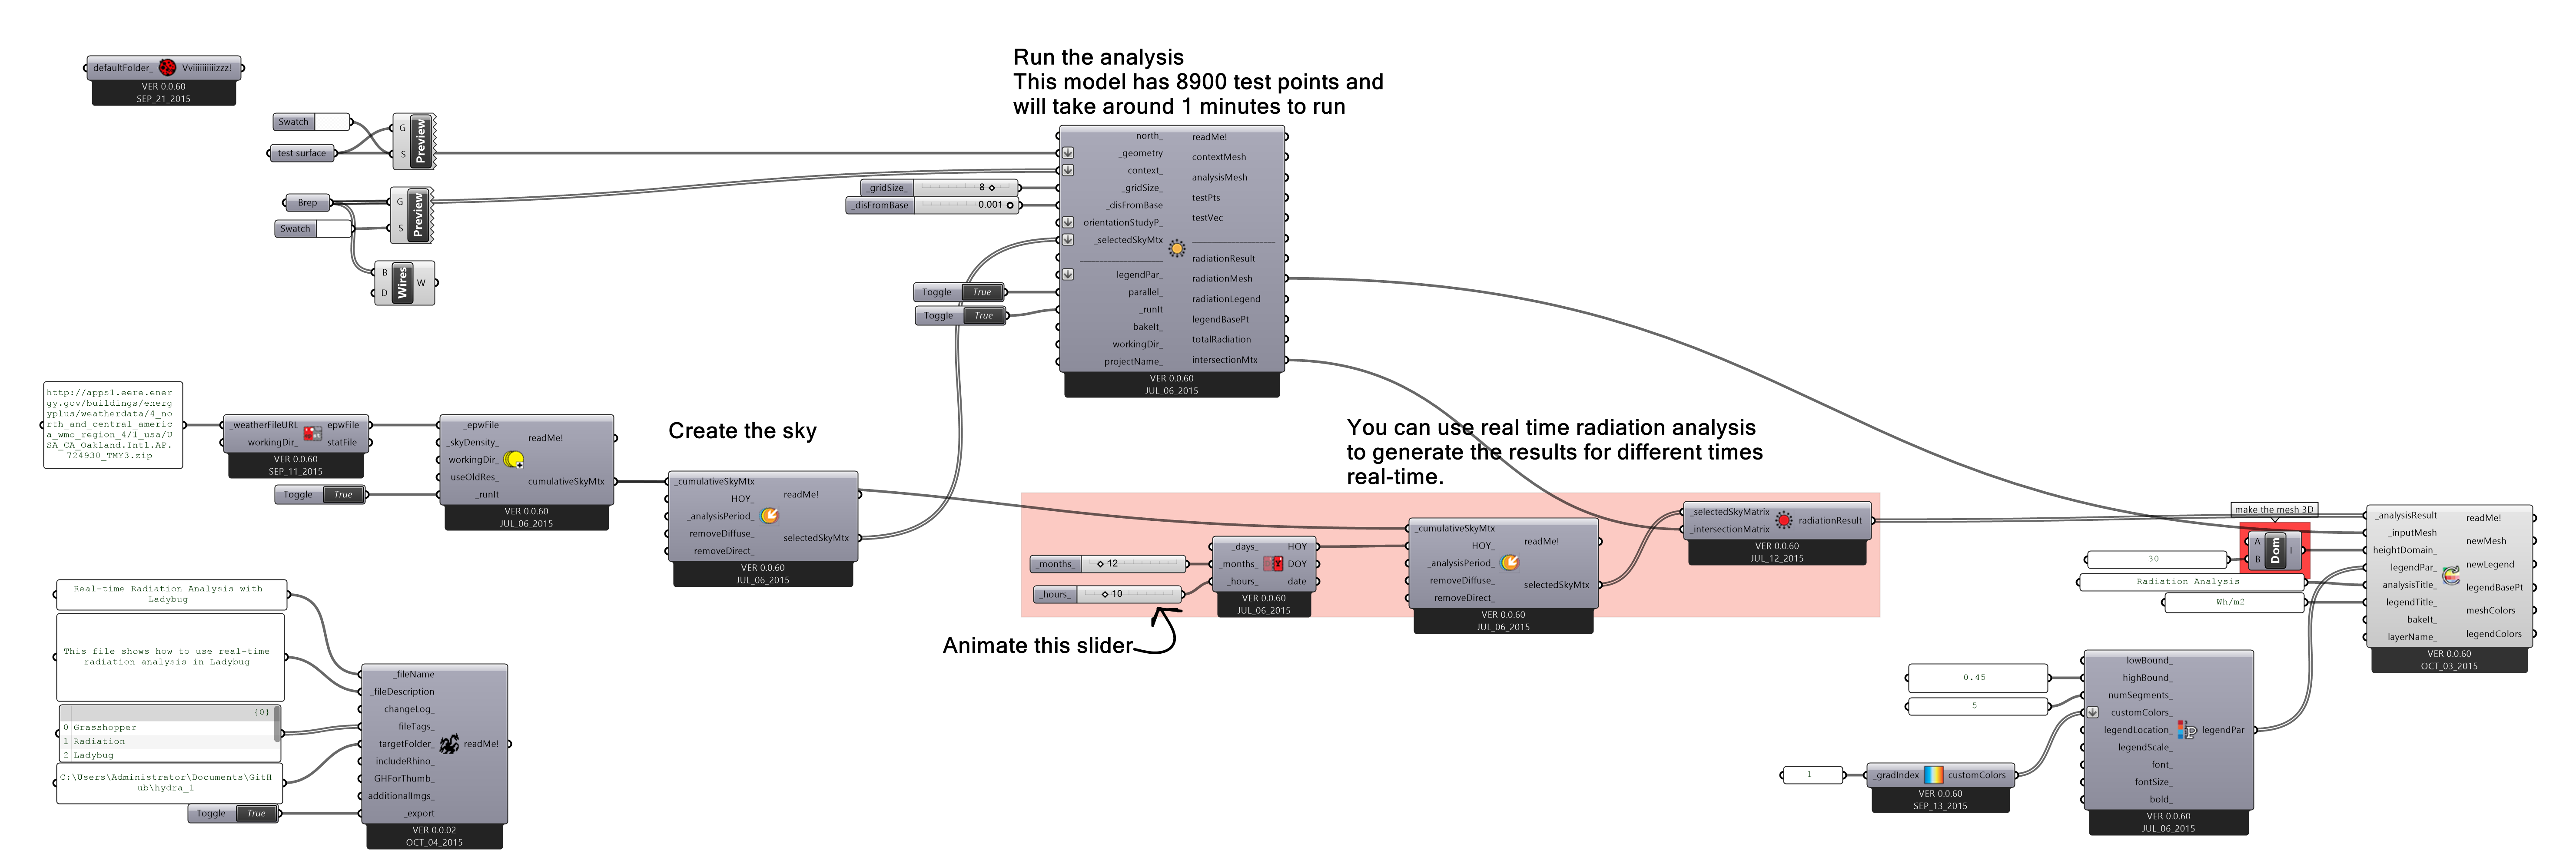 Run the analysis
This model has 8900 test points and
will take around 1 minutes to run
defaultFolder_ Vviiiiiiiiiizzz!
VER 0.0.60
SEP_21_2015
Swatch
test surface
G
S
Preview
Brep
Swatch
G
S
Preview
B
D
Wires
W
_gridSize_ 8
_disFromBase 0.001
Toggle True
Toggle True
north_
_geometry
context_
_gridSize_
_disFromBase
orientationStudyP_
_selectedSkyMtx
legendPar_
parallel_
_runIt
bakeIt_
workingDir_
projectName_
readMe!
contextMesh
analysisMesh
testPts
testVec
radiationResult
radiationMesh
radiationLegend
legendBasePt
totalRadiation
intersectionMtx
VER 0.0.60
JUL_06_2015
http://apps1.eere.ener
gy.gov/buildings/energ
yplus/weatherdata/4_no
rth_and_central_americ
a_wmo_region_4/1_usa/U
SA_CA_Oakland.Intl.AP.
724930_TMY3.zip
_weatherFileURL epwFile
workingDir_ statFile
VER 0.0.60
SEP_11_2015
Toggle True
_epwFile
_skyDensity_
workingDir_
useOldRes_
_runIt
readMe!
cumulativeSkyMtx
VER 0.0.60
JUL_06_2015
Create the sky
_cumulativeSkyMtx
HOY_
_analysisPeriod_
removeDiffuse_
removeDirect_
readMe!
selectedSkyMtx
VER 0.0.60
JUL_06_2015
You can use real time radiation analysis
to generate the results for different times
real-time.
_months_ 12
_hours_ 10
_days_ HOY
_months_ DOY
_hours_ date
VER 0.0.60
JUL_06_2015
Animate this slider
_cumulativeSkyMtx
HOY_
_analysisPeriod_
removeDiffuse_
removeDirect_
readMe!
selectedSkyMtx
VER 0.0.60
JUL_06_2015
_selectedSkyMatrix
_intersectionMatrix
radiationResult
VER 0.0.60
JUL_12_2015
make the mesh 3D
A
B
Dom
I
30
Radiation Analysis
Wh/m2
_analysisResult
_inputMesh
heightDomain_
legendPar_
analysisTitle_
legendTitle_
bakeIt_
layerName_
readMe!
newMesh
newLegend
legendBasePt
meshColors
legendColors
VER 0.0.60
OCT_03_2015
0.45
5
1
_gradIndex customColors
VER 0.0.60
SEP_13_2015
lowBound_
highBound_
numSegments_
customColors_
legendLocation_
legendScale_
font_
fontSize_
bold_
legendPar
VER 0.0.60
JUL_06_2015
Real-time Radiation Analysis with
Ladybug
This file shows how to use real-time
radiation analysis in Ladybug
{0}
0 Grasshopper
1 Radiation
2 Ladybug
C:\Users\Administrator\Documents\GitH
ub\hydra_1
Toggle True
_fileName
_fileDescription
changeLog_
fileTags_
targetFolder_
includeRhino_
GHForThumb_
additionalImgs_
_export
readMe!
VER 0.0.02
OCT_04_2015